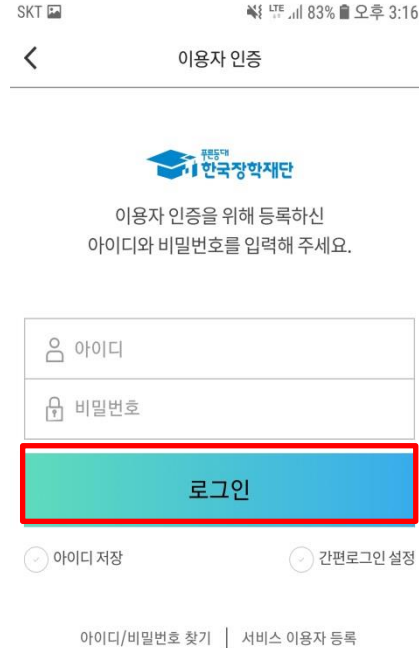 SKT LTE 83% 오후 3:16
이용자 인증
푸른등대
한국장학재단
이용자 인증을 위해 등록하신
아이디와 비밀번호를 입력해 주세요.
아이디
비밀번호
로그인
아이디 저장 간편로그인 설정
아이디/비밀번호 찾기 | 서비스 이용자 등록